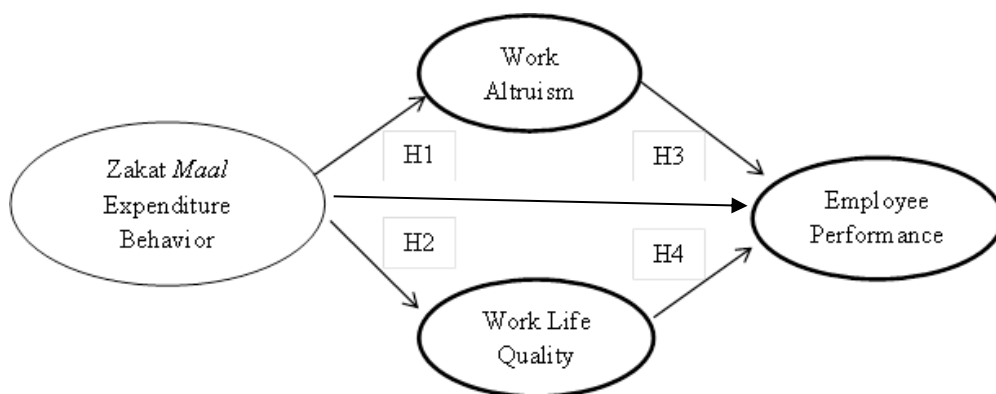 Work
Altruism
H1
H3
Zakat Maal
Expenditure
Behavior
Employee
Performance
H2
H4
Work Life
Quality